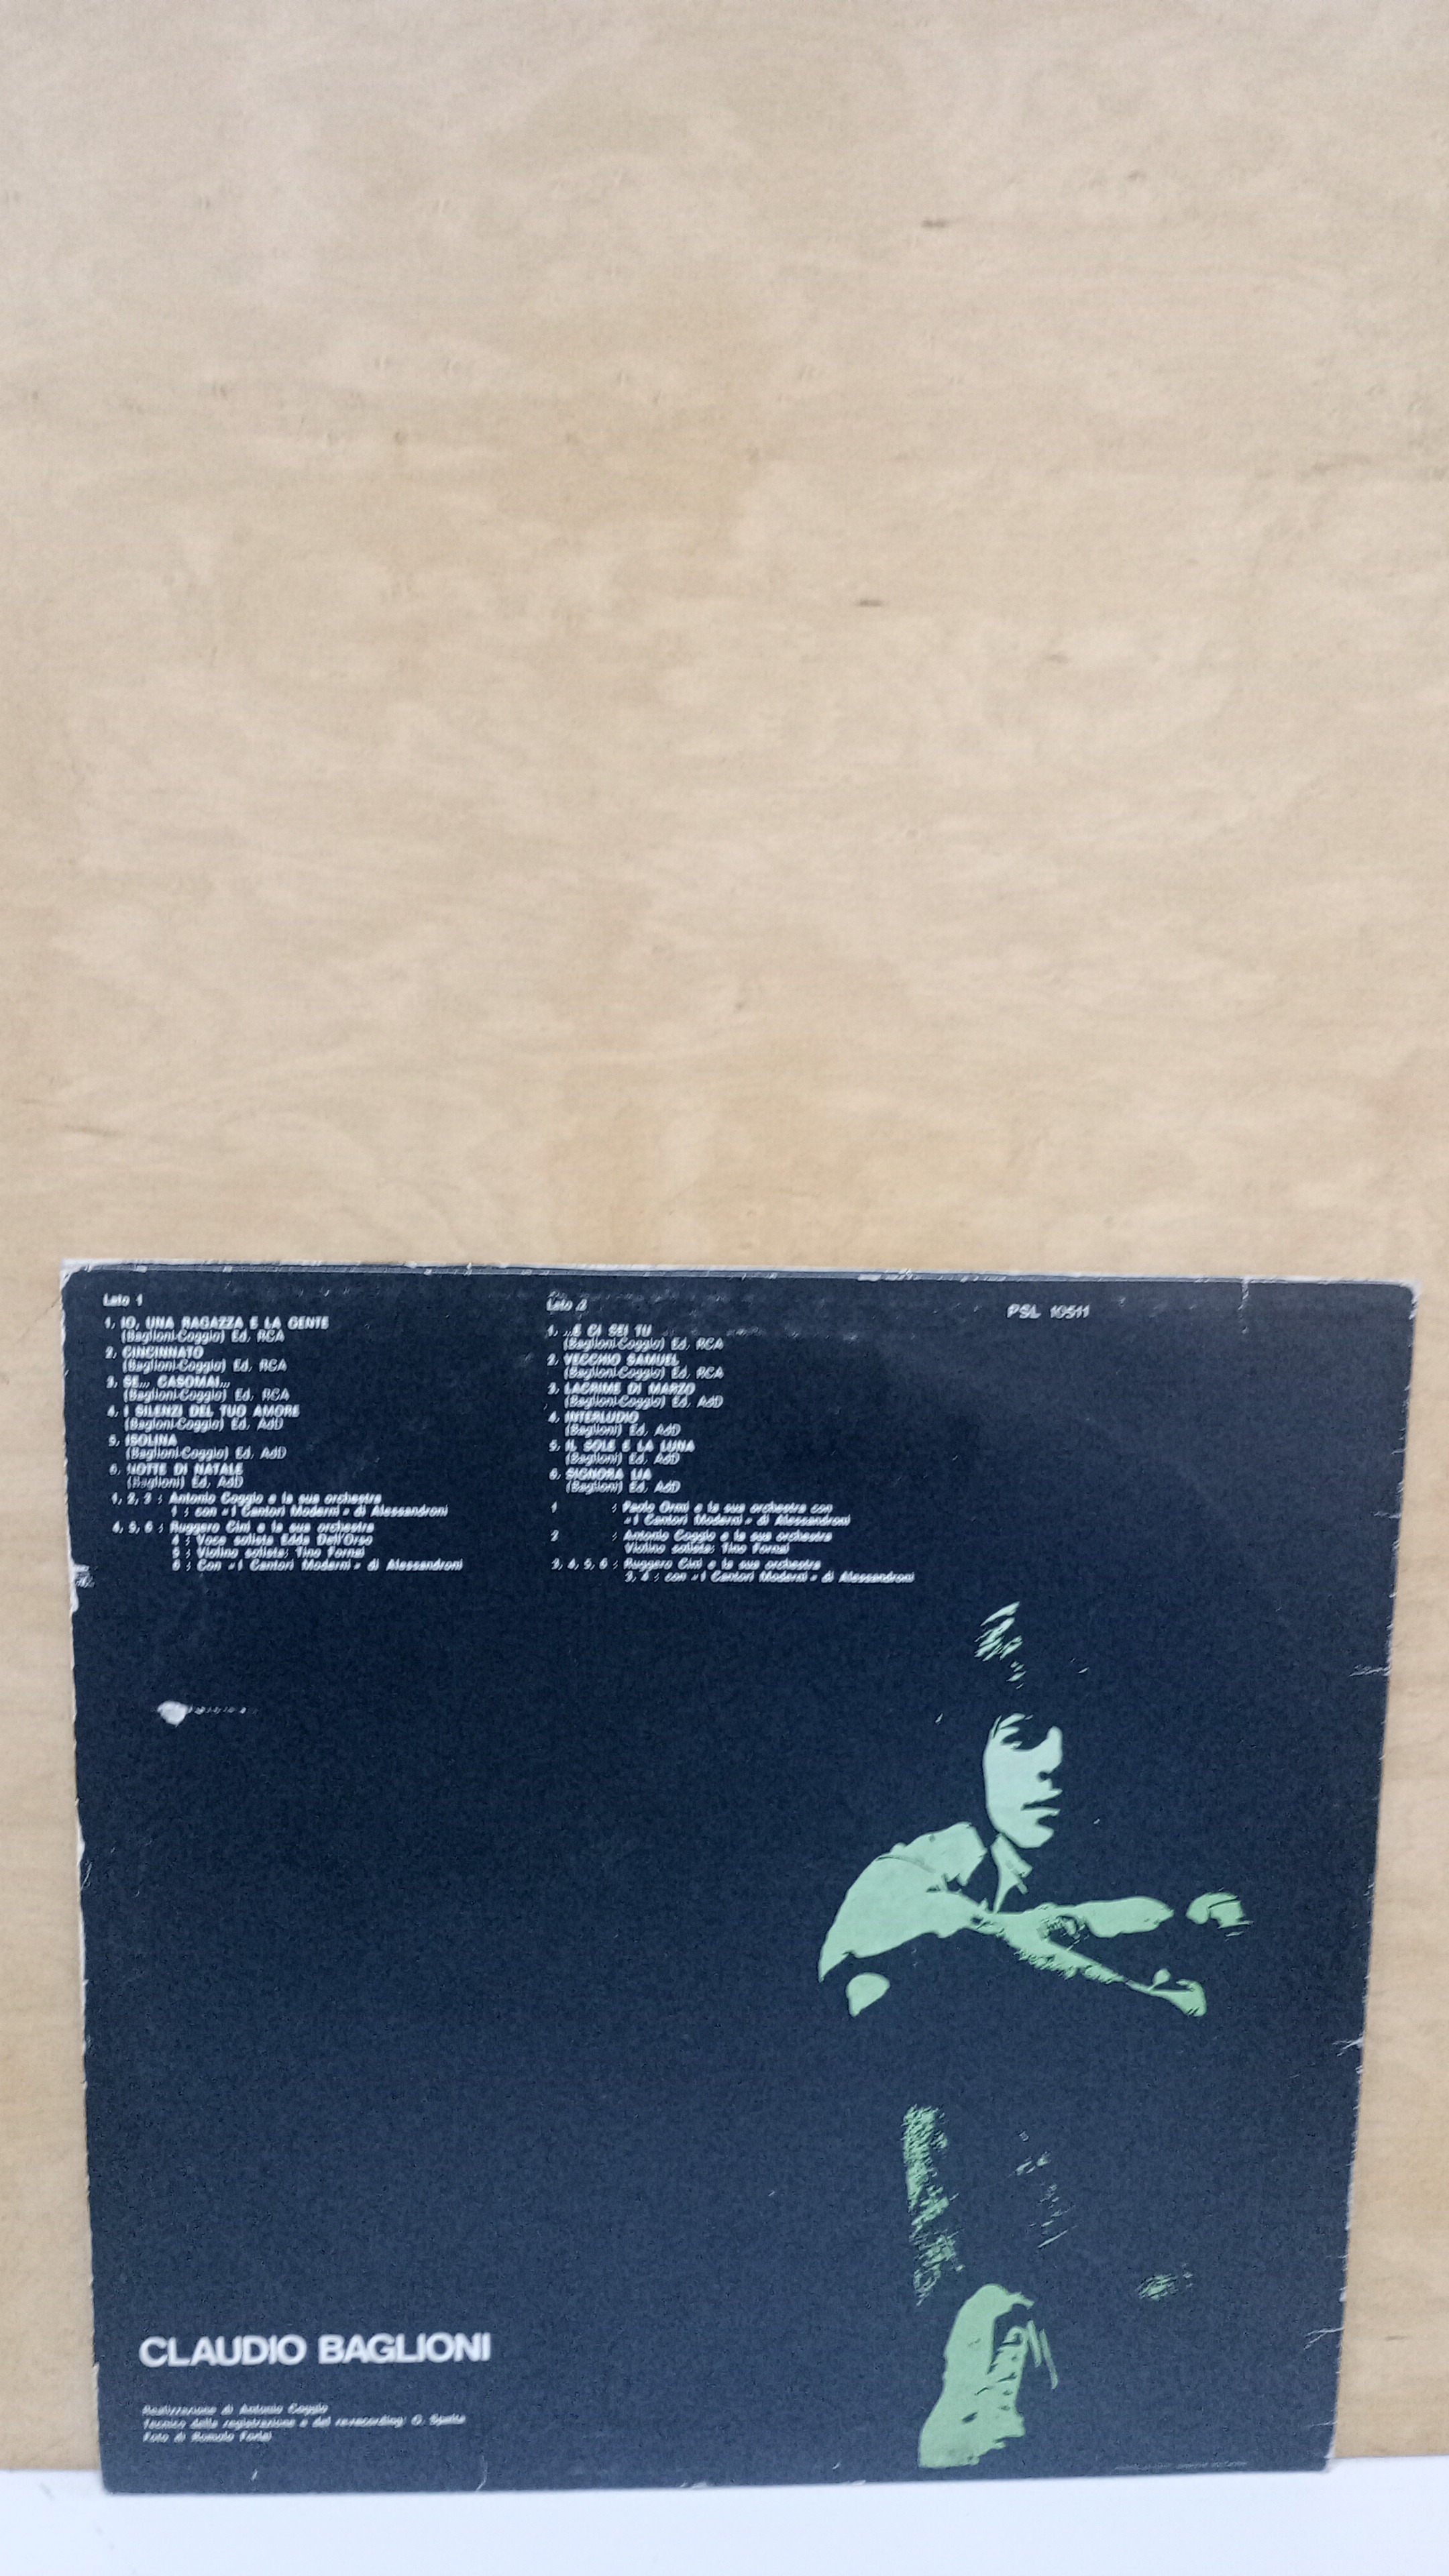 Lato 1
1. IO, UNA RAGAZZA E LA GENTE
(Baglioni-Coggio) Ed. RCA
2. CINCINNATO
(Baglioni-Coggio) Ed. RCA
3. SE... CASOMAI...
(Baglioni-Coggio) Ed. RCA
4. I SILENZI DEL TUO AMORE
(Baglioni-Coggio) Ed. AdD
5. ISOLINA
(Baglioni-Coggio) Ed. AdD
6. NOTTE DI NATALE
(Baglioni) Ed. AdD
1, 2, 3 : Antonio Coggio e la sua orchestra
1 : con «I Cantori Moderni» di Alessandroni
4, 5, 6 : Ruggero Cini e la sua orchestra
4 : Voce solista Edda Dell'Orso
5 : Violino solista: Tino Fornai
6 : Con «I Cantori Moderni» di Alessandroni
Lato 2
1. ...E CI SEI TU
(Baglioni-Coggio) Ed. RCA
2. VECCHIO SAMUEL
(Baglioni-Coggio) Ed. RCA
3. LACRIME DI MARZO
(Baglioni-Coggio) Ed. AdD
4. INTERLUDIO
(Baglioni) Ed. AdD
5. IL SOLE E LA LUNA
(Baglioni) Ed. AdD
6. SIGNORA LIA
(Baglioni) Ed. AdD
1 : Paolo Ormi e la sua orchestra con
«I Cantori Moderni» di Alessandroni
2 : Antonio Coggio e la sua orchestra
Violino solista: Tino Fornai
3, 4, 5, 6 : Ruggero Cini e la sua orchestra
3, 4 : con «I Cantori Moderni» di Alessandroni
PSL 10511
CLAUDIO BAGLIONI
Realizzazione di Antonio Coggio
Tecnico della registrazione e del re-recording: G. Spelta
Foto di Romolo Forlai